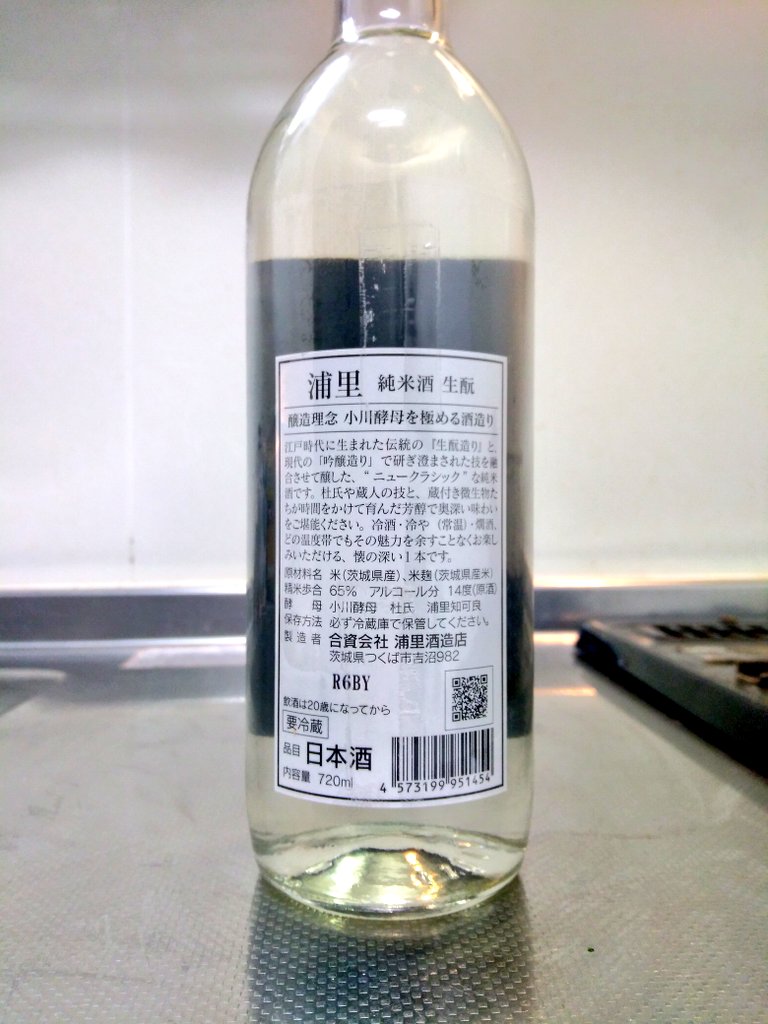 浦里 純米酒 生酛
醸造理念 小川酵母を極める酒造り
江戸時代に生まれた伝統の『生酛造り』と、
現代の「吟醸造り」で研ぎ澄まされた技を融
合させて醸した、“ニュークラシック”な純米
酒です。杜氏や蔵人の技と、蔵付き微生物た
ちが時間をかけて育んだ芳醇で奥深い味わい
をご堪能ください。冷酒・冷や（常温）・燗酒、
どの温度帯でもその魅力を余すことなくお楽し
みいただける、懐の深い1本です。
原材料名 米(茨城県産)、米麹(茨城県産米)
精米歩合 65% アルコール分 14度(原酒)
酵母 小川酵母 杜氏 浦里知可良
保存方法 必ず冷蔵庫で保管してください。
製造者 合資会社 浦里酒造店
茨城県つくば市吉沼982
R6BY
飲酒は20歳になってから
要冷蔵
品目 日本酒
内容量 720ml
4 573199 951454